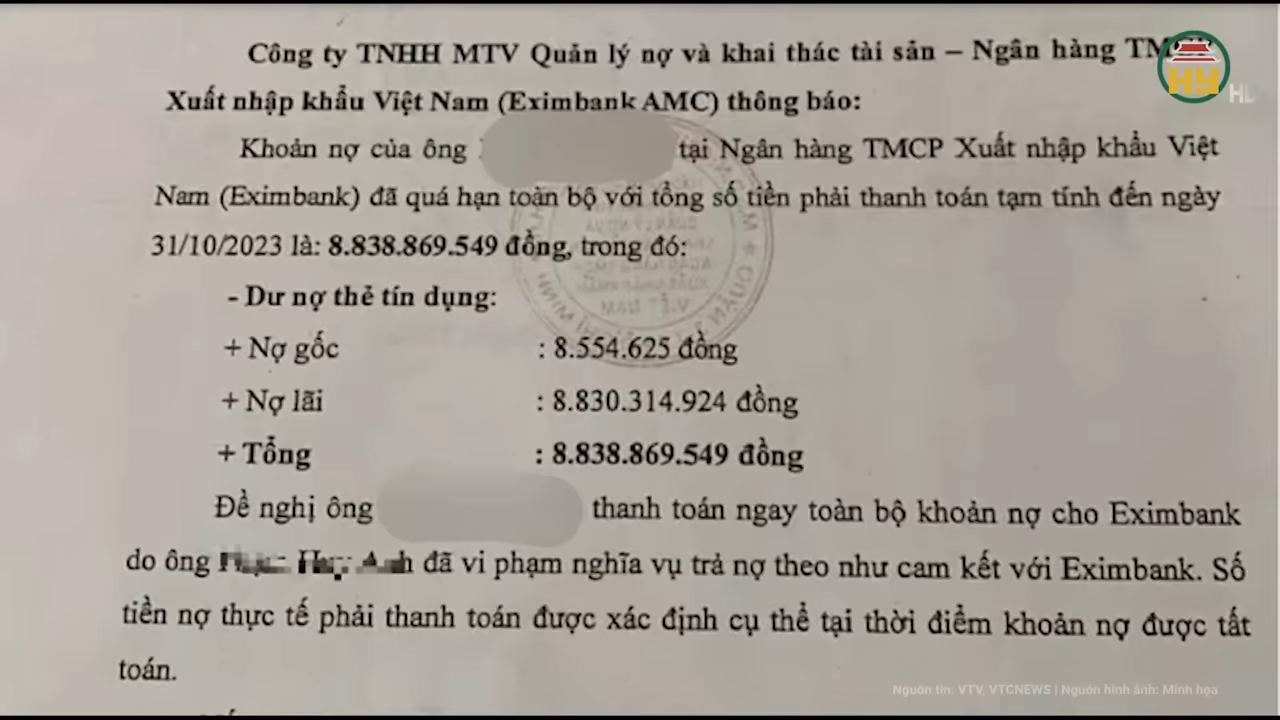 Công ty TNHH MTV Quản lý nợ và khai thác tài sản – Ngân hàng
Xuất nhập khẩu Việt Nam (Eximbank AMC) thông báo:
Khoản nợ của ông tại Ngân hàng TMCP Xuất nhập khẩu Việt
Nam (Eximbank) đã quá hạn toàn bộ với tổng số tiền phải thanh toán tạm tính đến ngày
31/10/2023 là: 8.838.869.549 đồng, trong đó:
- Dư nợ thẻ tín dụng:
+ Nợ gốc : 8.554.625 đồng
+ Nợ lãi : 8.830.314.924 đồng
+ Tổng : 8.838.869.549 đồng
Đề nghị ông thanh toán ngay toàn bộ khoản nợ cho Eximbank
do ông đã vi phạm nghĩa vụ trả nợ theo như cam kết với Eximbank. Số
tiền nợ thực tế phải thanh toán được xác định cụ thể tại thời điểm khoản nợ được tất
toán.
HY
Nguồn tin: VTV, VTCNEWS | Nguồn hình ảnh: Minh họa